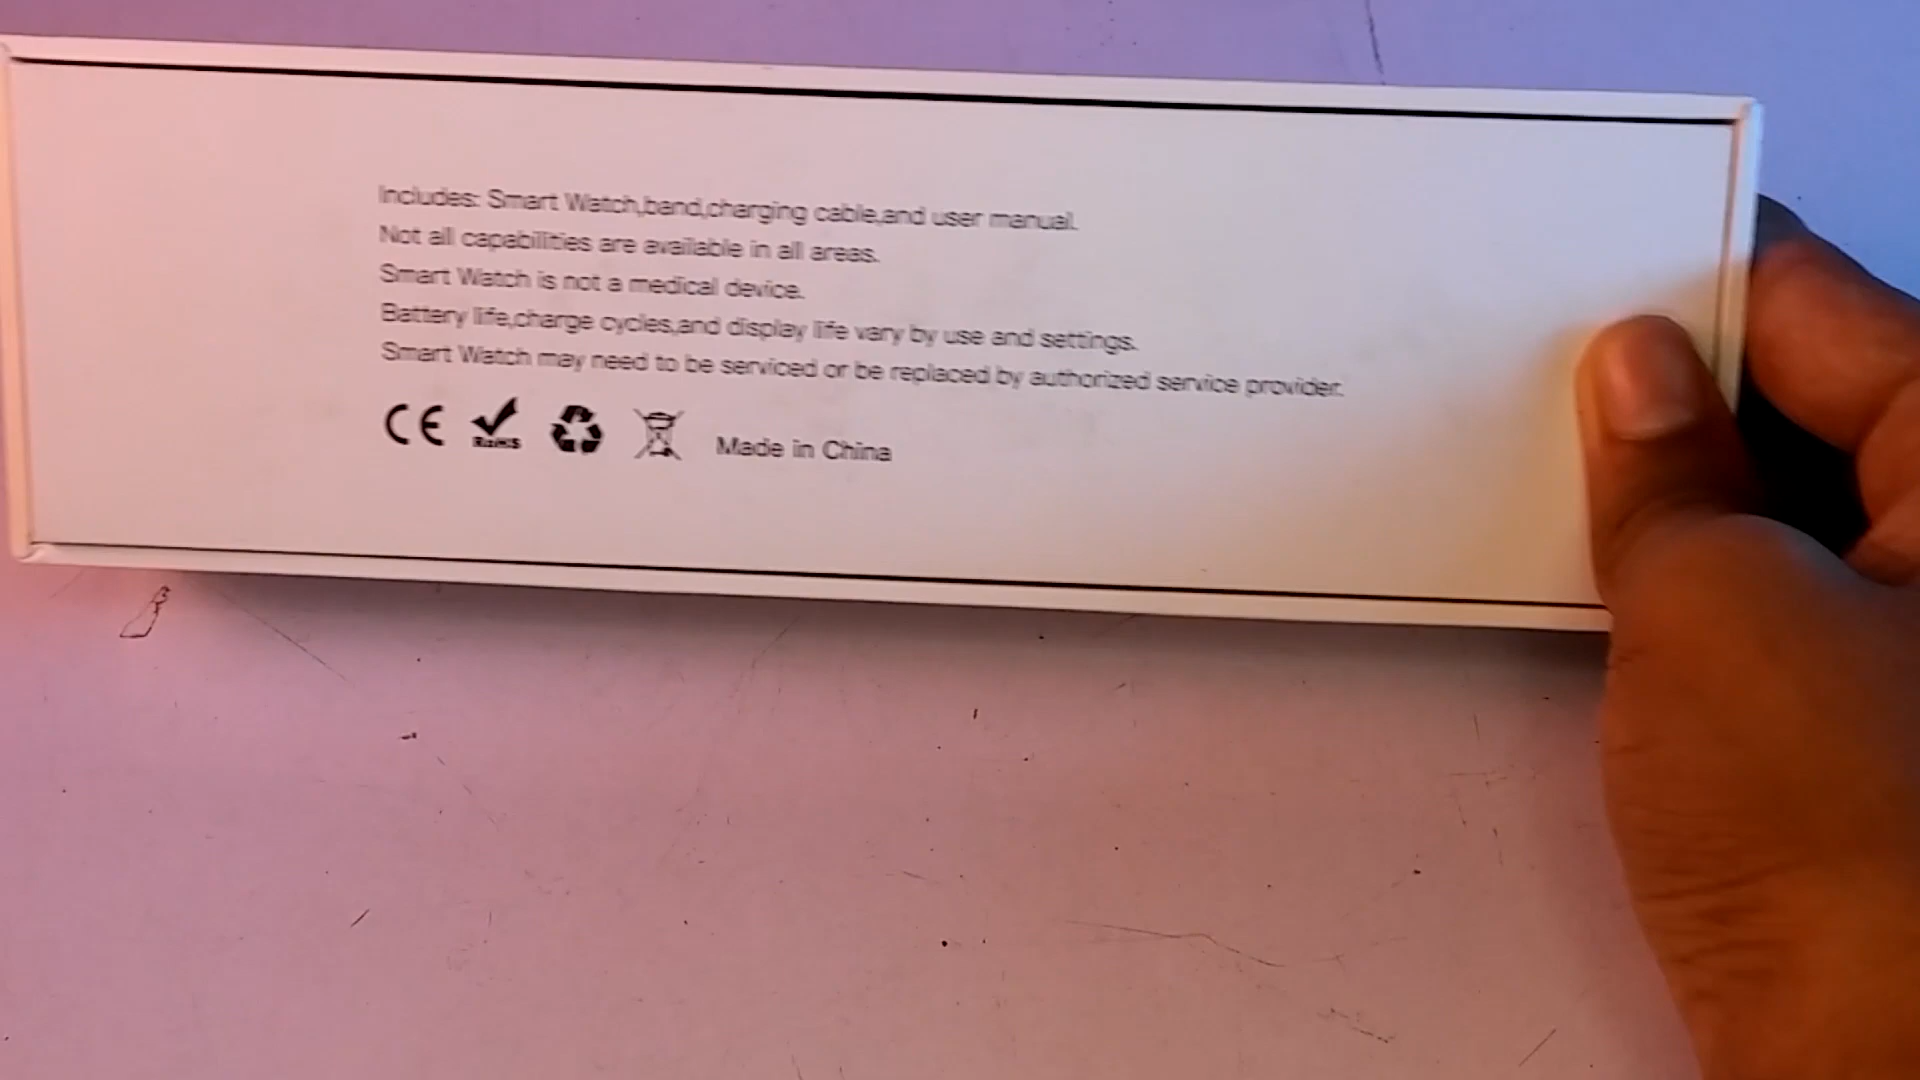 Includes: Smart Watch,band,charging cable,and user manual.
Not all capabilities are available in all areas.
Smart Watch is not a medical device.
Battery life,charge cycles,and display life vary by use and settings.
Smart Watch may need to be serviced or be replaced by authorized service provider.
CE RoHS Made in China